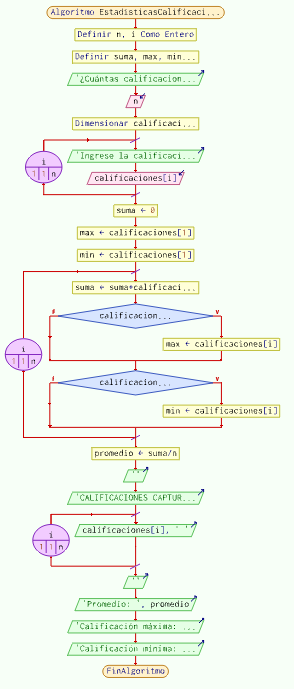 Algoritmo EstadisticasCalificaci...
Definir n, i Como Entero
Definir suma, max, min...
'¿Cuántas calificacion...
n
Dimensionar calificaci...
i
1 1 n
'Ingrese la calificaci...
calificaciones[i]
suma ← 0
max ← calificaciones[1]
min ← calificaciones[1]
suma ← suma+calificaci...
F
calificacion...
V
i
1 1 n
max ← calificaciones[i]
F
calificacion...
V
min ← calificaciones[i]
promedio ← suma/n
''
'CALIFICACIONES CAPTUR...
i
1 1 n
calificaciones[i], ' '
''
'Promedio: ', promedio
'Calificación máxima: ...
'Calificación mínima: ...
FinAlgoritmo